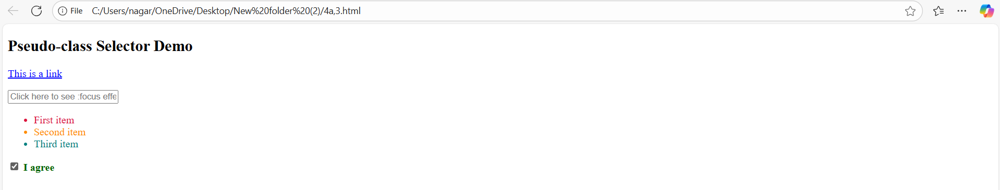 File C:/Users/nagar/OneDrive/Desktop/New%20folder%20(2)/4a,3.html
Pseudo-class Selector Demo
This is a link
Click here to see :focus effe
• First item
• Second item
• Third item
I agree